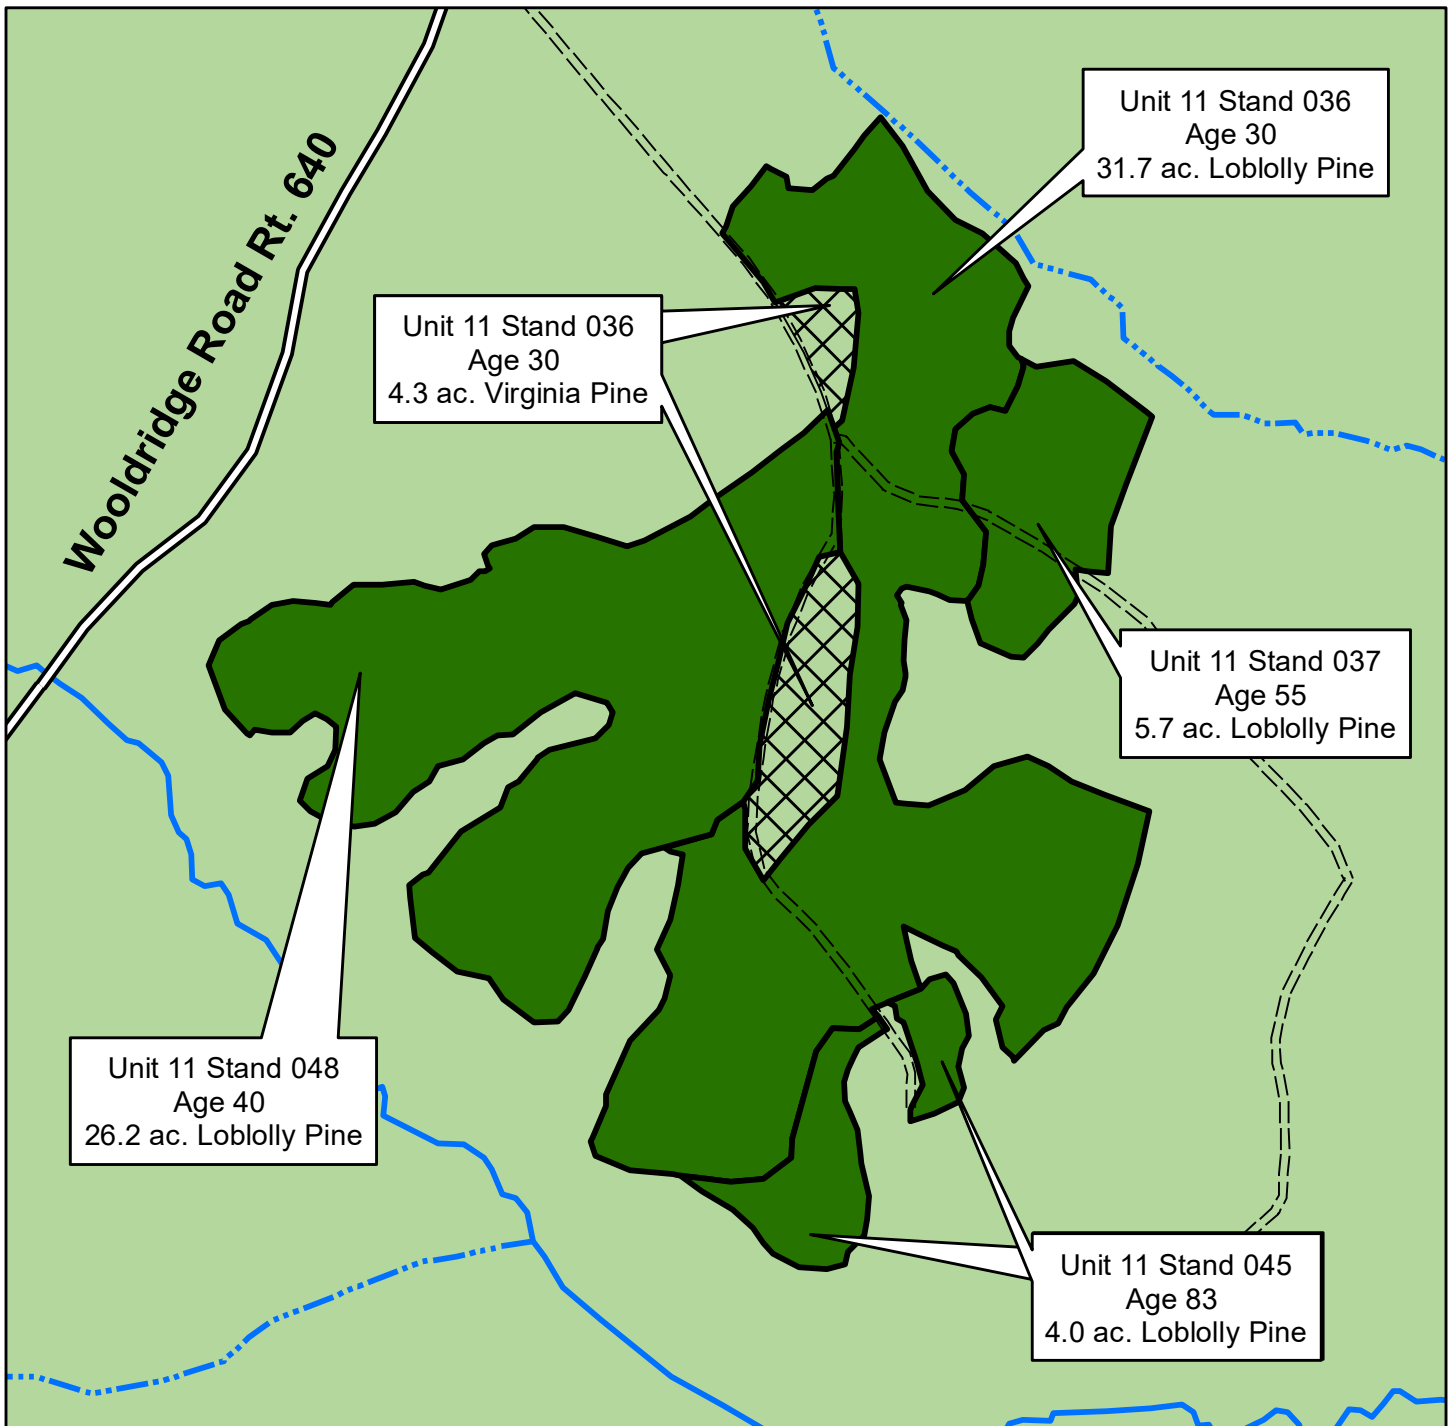 Unit 11 Stand 036
Age 30
31.7 ac. Loblolly Pine
Wooldridge Road Rt. 640
Unit 11 Stand 036
Age 30
4.3 ac. Virginia Pine
Unit 11 Stand 037
Age 55
5.7 ac. Loblolly Pine
Unit 11 Stand 048
Age 40
26.2 ac. Loblolly Pine
Unit 11 Stand 045
Age 83
4.0 ac. Loblolly Pine